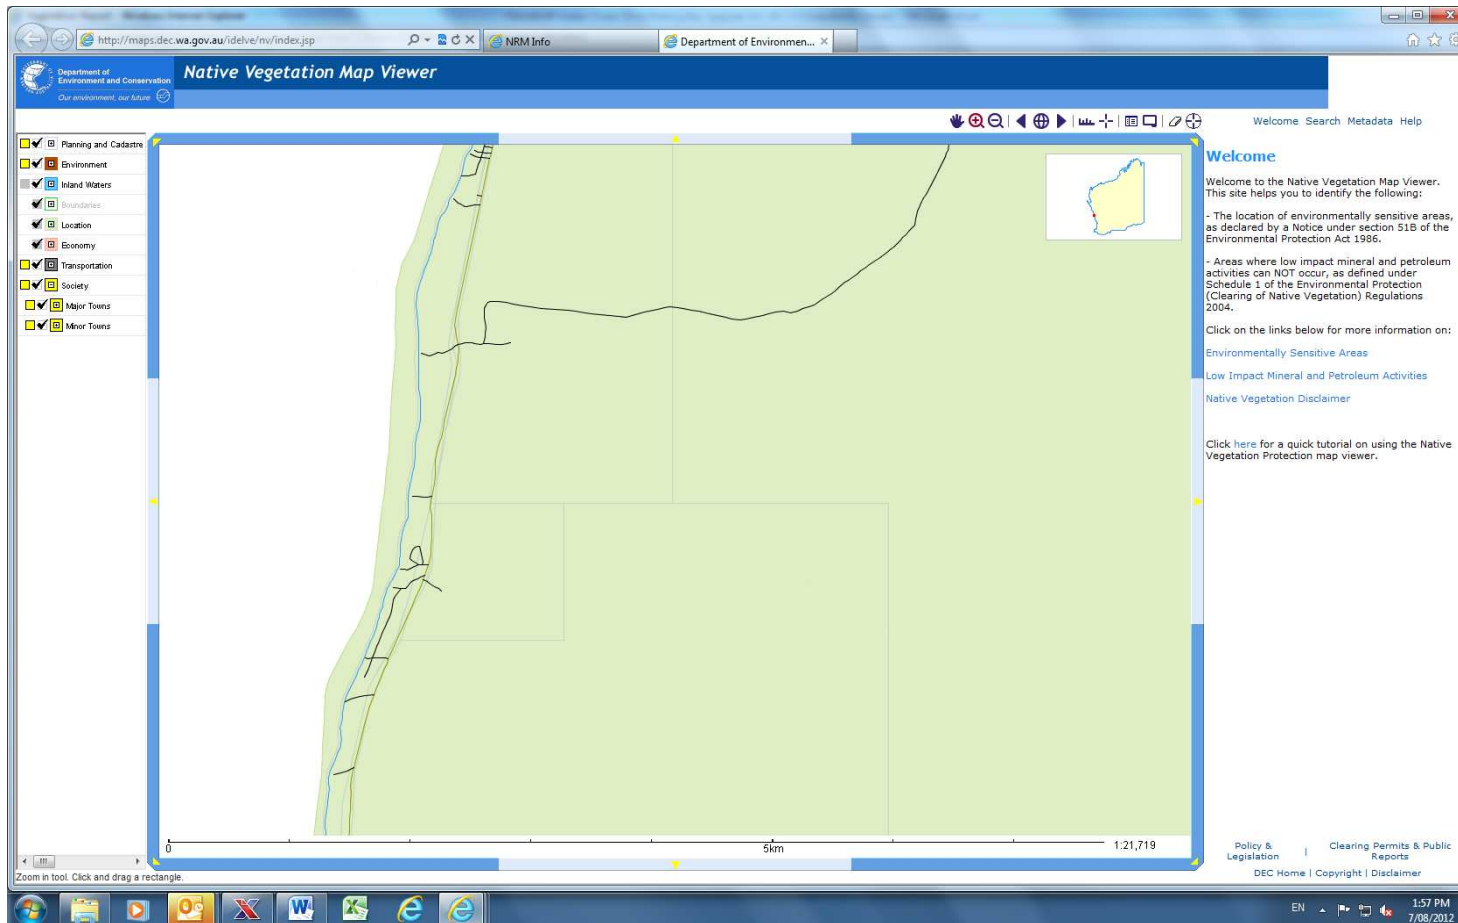 http://maps.dec.wa.gov.au/idelve/nv/index.jsp
NRM Info
Department of Environmen...
Department of
Environment and Conservation
Our environment, our future
Native Vegetation Map Viewer
Welcome Search Metadata Help
Planning and Cadastre
Environment
Inland Waters
Boundaries
Location
Economy
Transportation
Society
Major Towns
Minor Towns
Welcome
Welcome to the Native Vegetation Map Viewer.
This site helps you to identify the following:
- The location of environmentally sensitive areas,
as declared by a Notice under section 51B of the
Environmental Protection Act 1986.
- Areas where low impact mineral and petroleum
activities can NOT occur, as defined under
Schedule 1 of the Environmental Protection
(Clearing of Native Vegetation) Regulations
2004.
Click on the links below for more information on:
Environmentally Sensitive Areas
Low Impact Mineral and Petroleum Activities
Native Vegetation Disclaimer
Click here for a quick tutorial on using the Native
Vegetation Protection map viewer.
0
5km
1:21,719
Policy &
Legislation
|
Clearing Permits & Public
Reports
DEC Home | Copyright | Disclaimer
Zoom in tool. Click and drag a rectangle.
EN
1:57 PM
7/08/2012